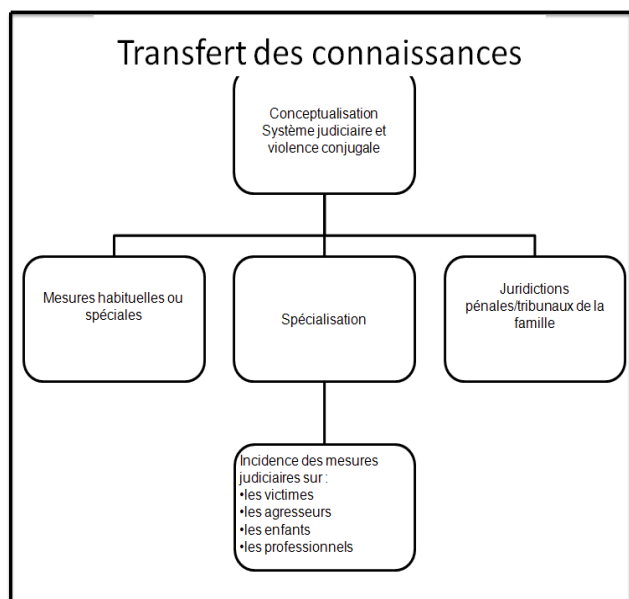 Transfert des connaissances
Conceptualisation
Système judiciaire et
violence conjugale
Mesures habituelles ou
spéciales
Spécialisation
Juridictions
pénales/tribunaux de la
famille
Incidence des mesures
judiciaires sur :
•les victimes
•les agresseurs
•les enfants
•les professionnels